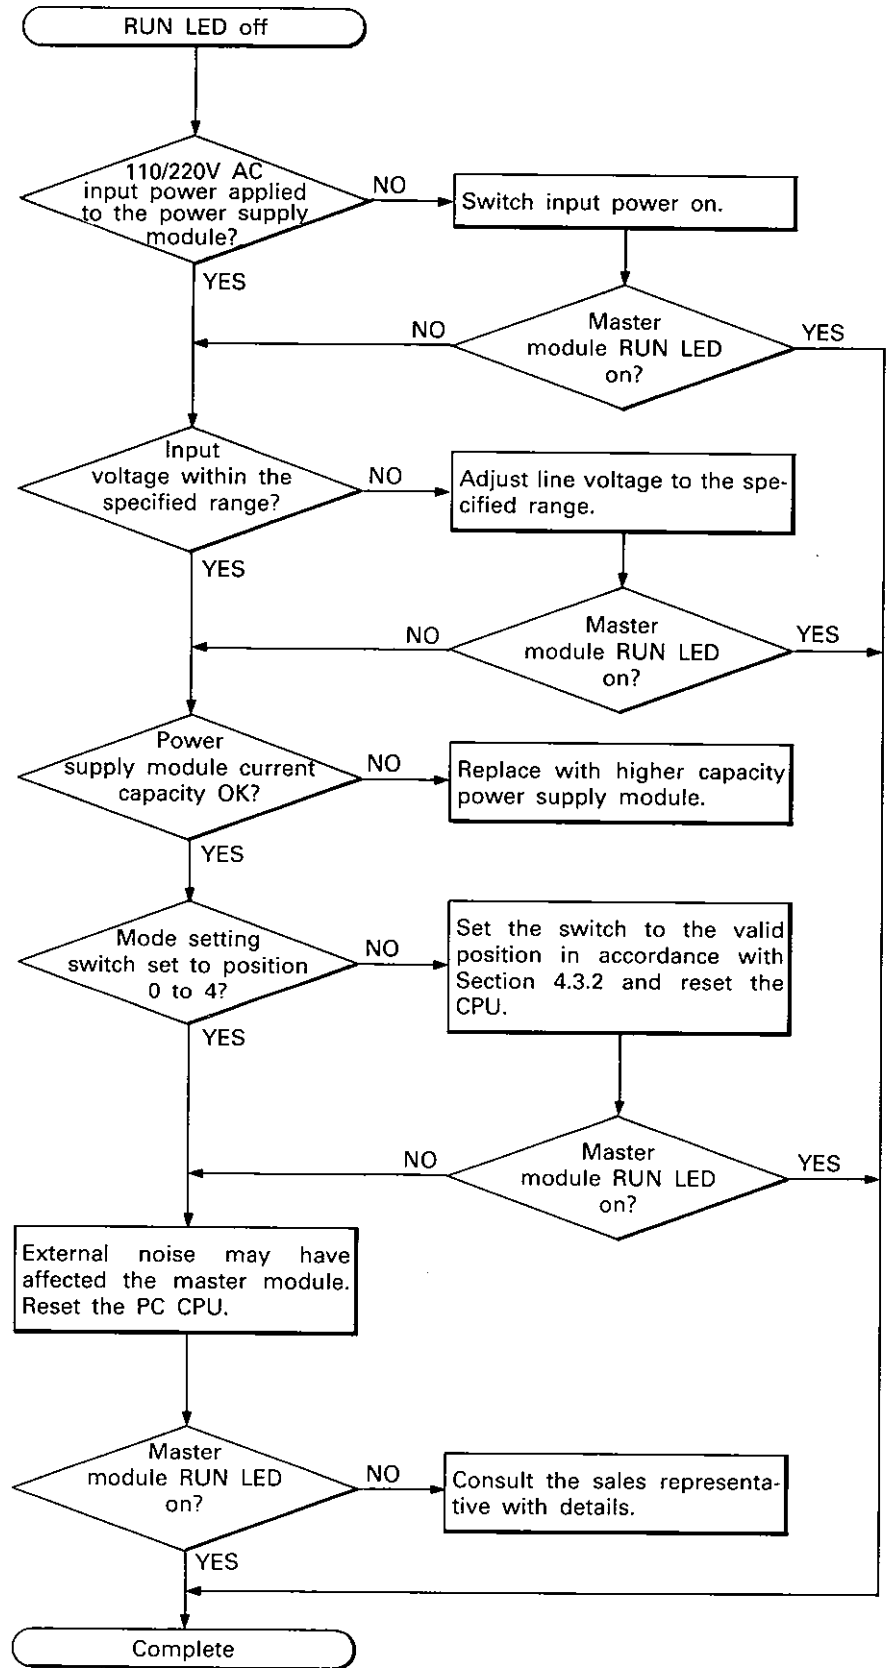 RUN LED off
110/220V AC
input power applied
to the power supply
module?
NO
Switch input power on.
YES
Master
module RUN LED
on?
NO
YES
Input
voltage within the
specified range?
NO
Adjust line voltage to the spe-
cified range.
YES
Master
module RUN LED
on?
NO
YES
Power
supply module current
capacity OK?
NO
Replace with higher capacity
power supply module.
YES
Mode setting
switch set to position
0 to 4?
NO
Set the switch to the valid
position in accordance with
Section 4.3.2 and reset the
CPU.
YES
Master
module RUN LED
on?
NO
YES
External noise may have
affected the master module.
Reset the PC CPU.
Master
module RUN LED
on?
NO
Consult the sales representa-
tive with details.
YES
Complete